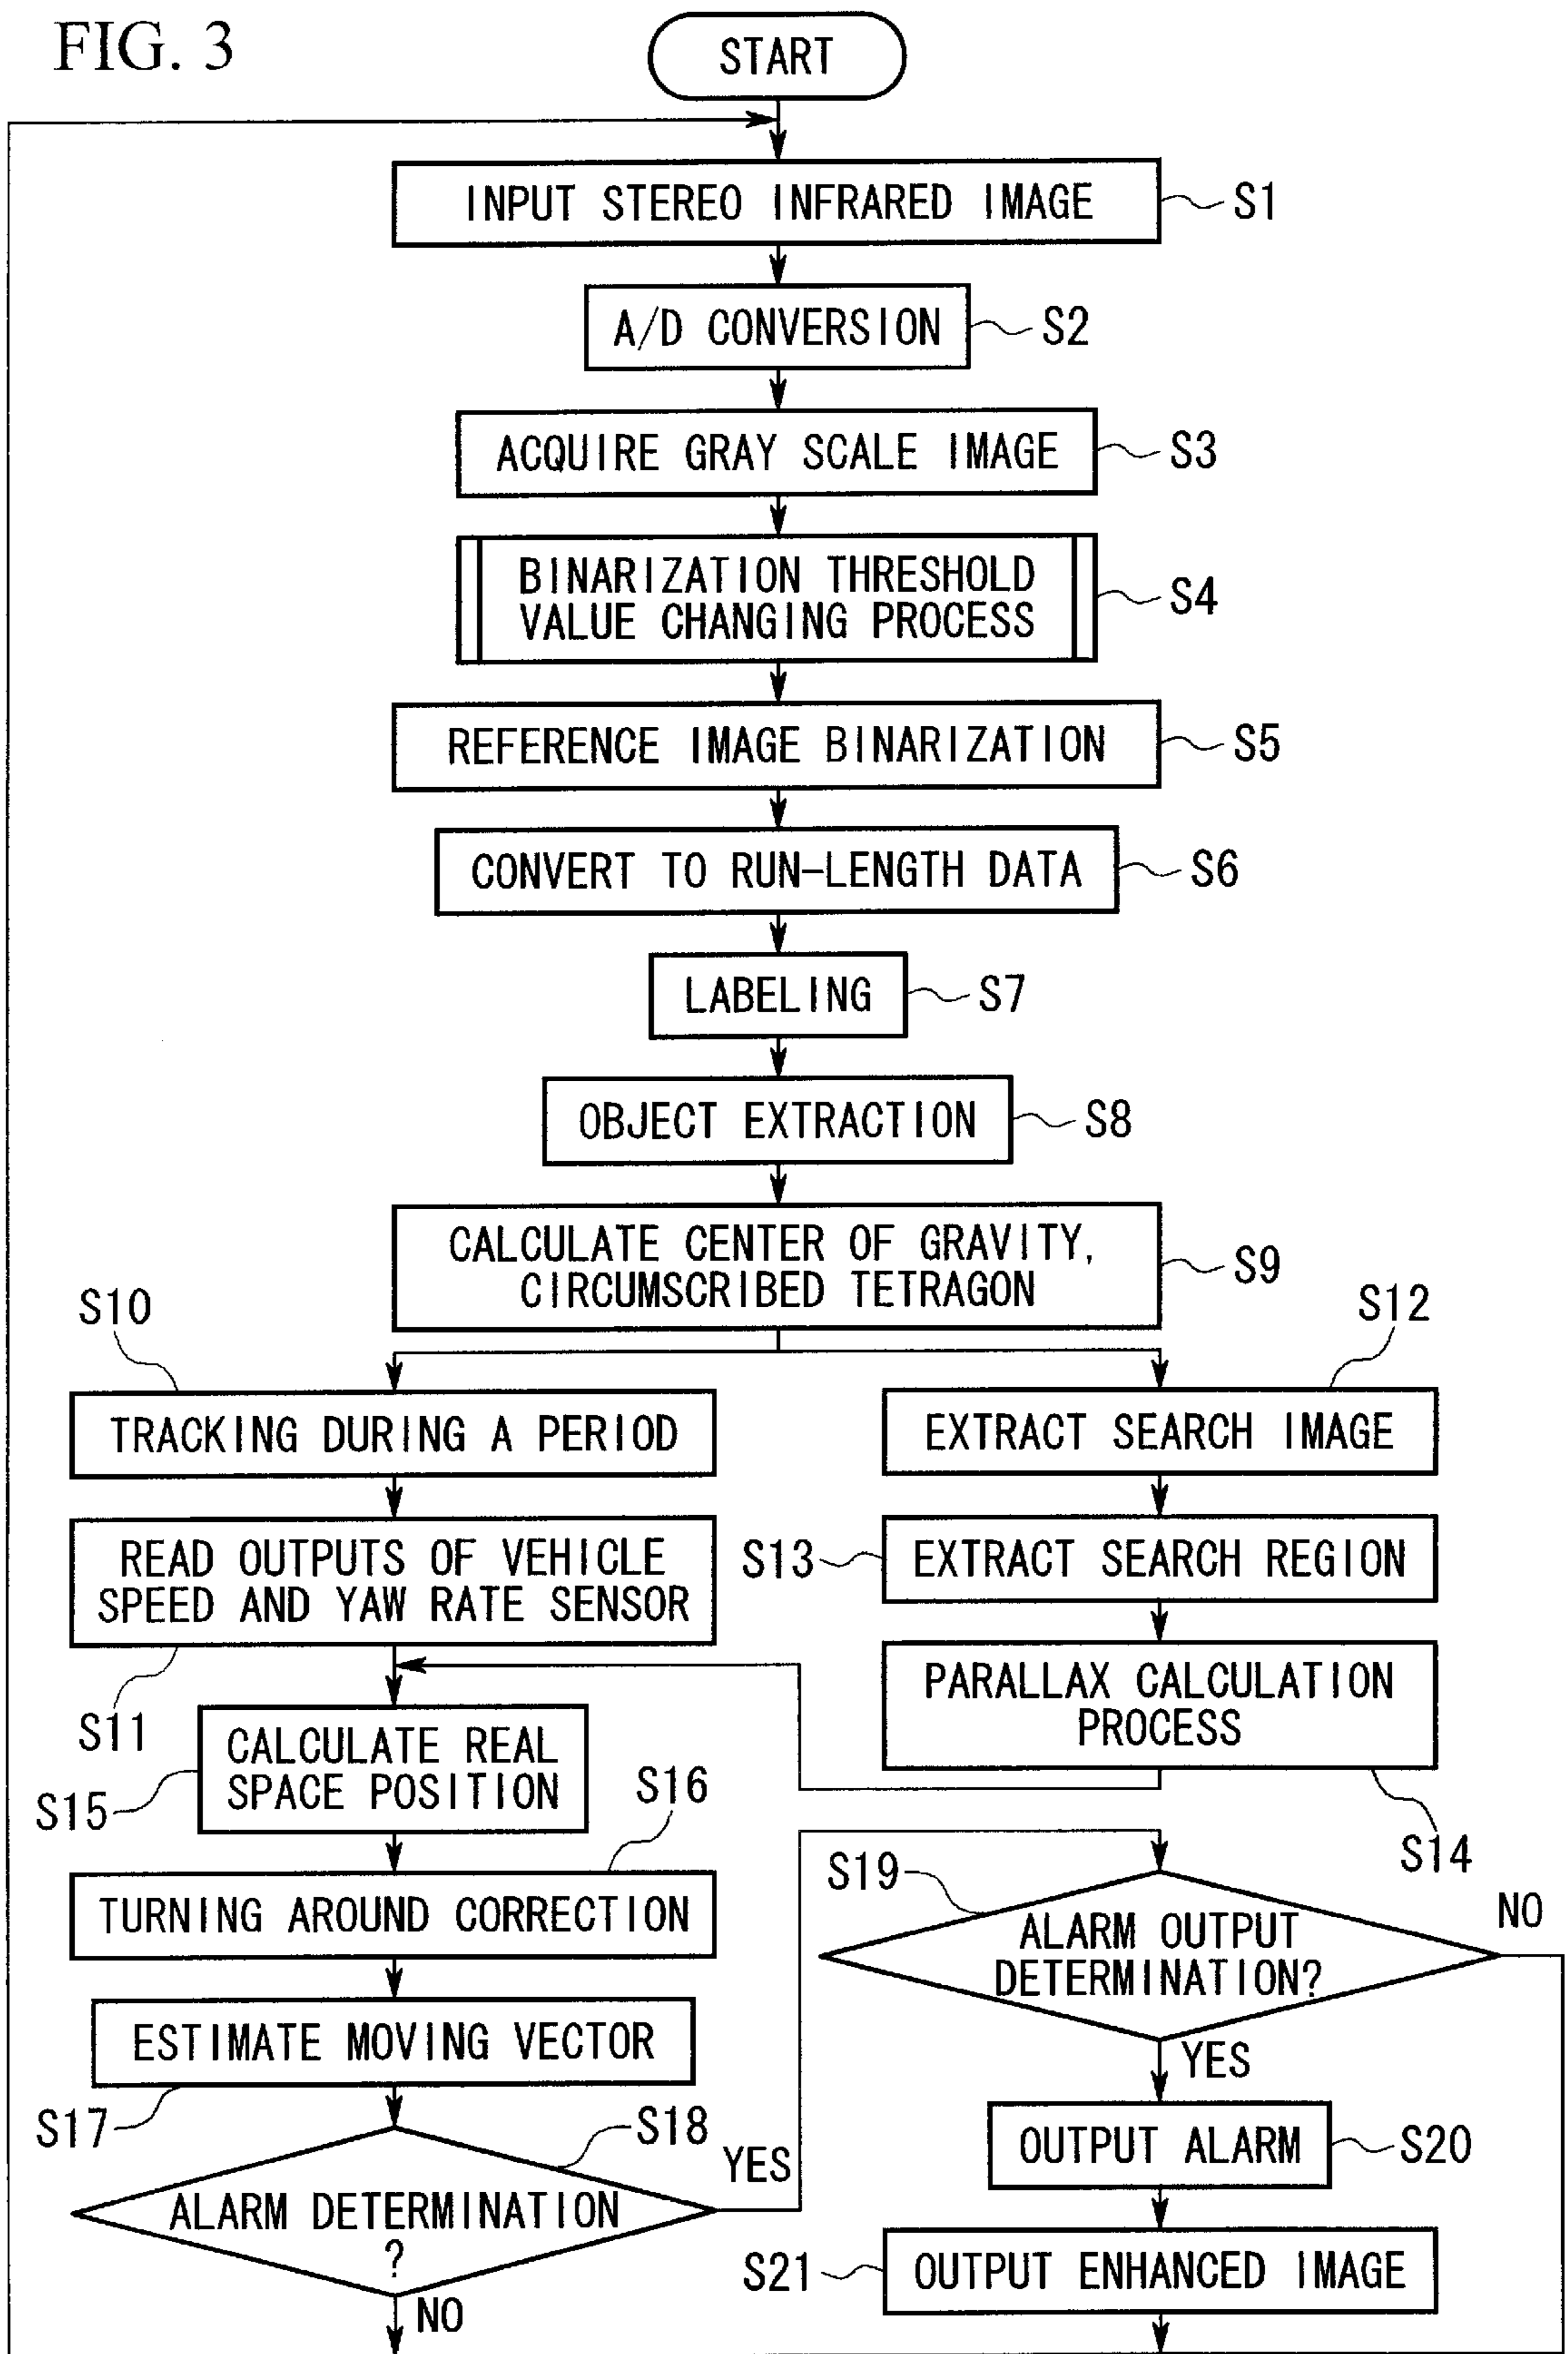 FIG. 3
START
INPUT STEREO INFRARED IMAGE
S1
A/D CONVERSION
S2
ACQUIRE GRAY SCALE IMAGE
S3
BINARIZATION THRESHOLD
VALUE CHANGING PROCESS
S4
REFERENCE IMAGE BINARIZATION
S5
CONVERT TO RUN-LENGTH DATA
S6
LABELING
S7
OBJECT EXTRACTION
S8
CALCULATE CENTER OF GRAVITY,
CIRCUMSCRIBED TETRAGON
S9
S10
TRACKING DURING A PERIOD
READ OUTPUTS OF VEHICLE
SPEED AND YAW RATE SENSOR
S11
S12
EXTRACT SEARCH IMAGE
S13
EXTRACT SEARCH REGION
PARALLAX CALCULATION
PROCESS
S14
CALCULATE REAL
SPACE POSITION
S15
S16
TURNING AROUND CORRECTION
ESTIMATE MOVING VECTOR
S17
S18
ALARM DETERMINATION
?
YES
NO
S19
ALARM OUTPUT
DETERMINATION?
NO
YES
OUTPUT ALARM
S20
S21
OUTPUT ENHANCED IMAGE